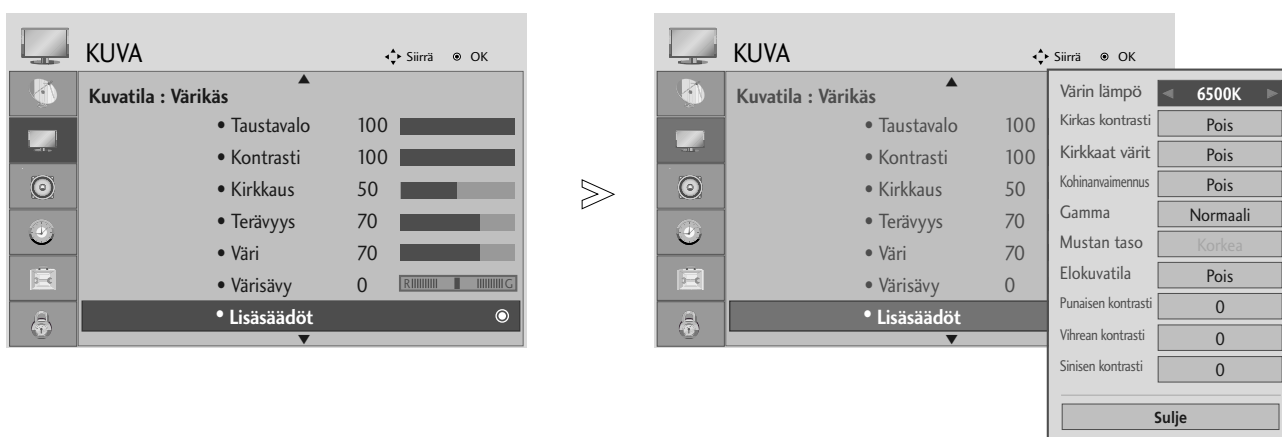 KUVA Siirrä OK
Kuvatila : Värikäs
• Taustavalo 100
• Kontrasti 100
• Kirkkaus 50
• Terävyys 70
• Väri 70
• Värisävy 0 R G
• Lisäsäädöt
KUVA Siirrä OK
Kuvatila : Värikäs
• Taustavalo 100
• Kontrasti 100
• Kirkkaus 50
• Terävyys 70
• Väri 70
• Värisävy 0
• Lisäsäädöt
Värin lämpö 6500K
Kirkas kontrasti Pois
Kirkkaat värit Pois
Kohinanvaimennus Pois
Gamma Normaali
Mustan taso Korkea
Elokuvatila Pois
Punaisen kontrasti 0
Vihrean kontrasti 0
Sinisen kontrasti 0
Sulje